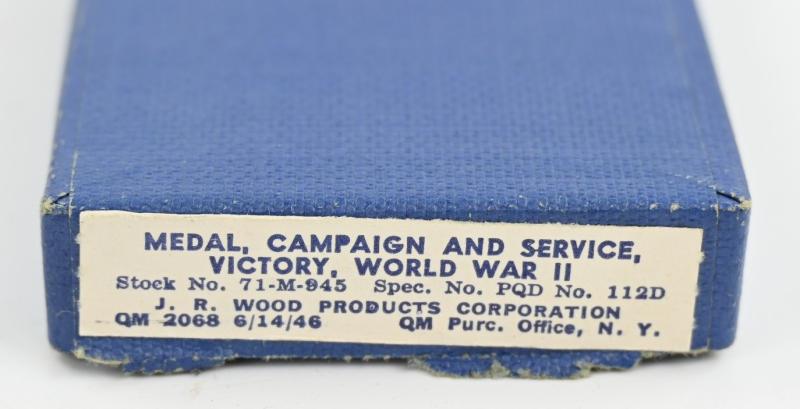 MEDAL, CAMPAIGN AND SERVICE,
VICTORY, WORLD WAR II
Stock No. 71-M-945 Spec. No. PQD No. 112D
J. R. WOOD PRODUCTS CORPORATION
QM 2068 6/14/46 QM Purc. Office, N. Y.